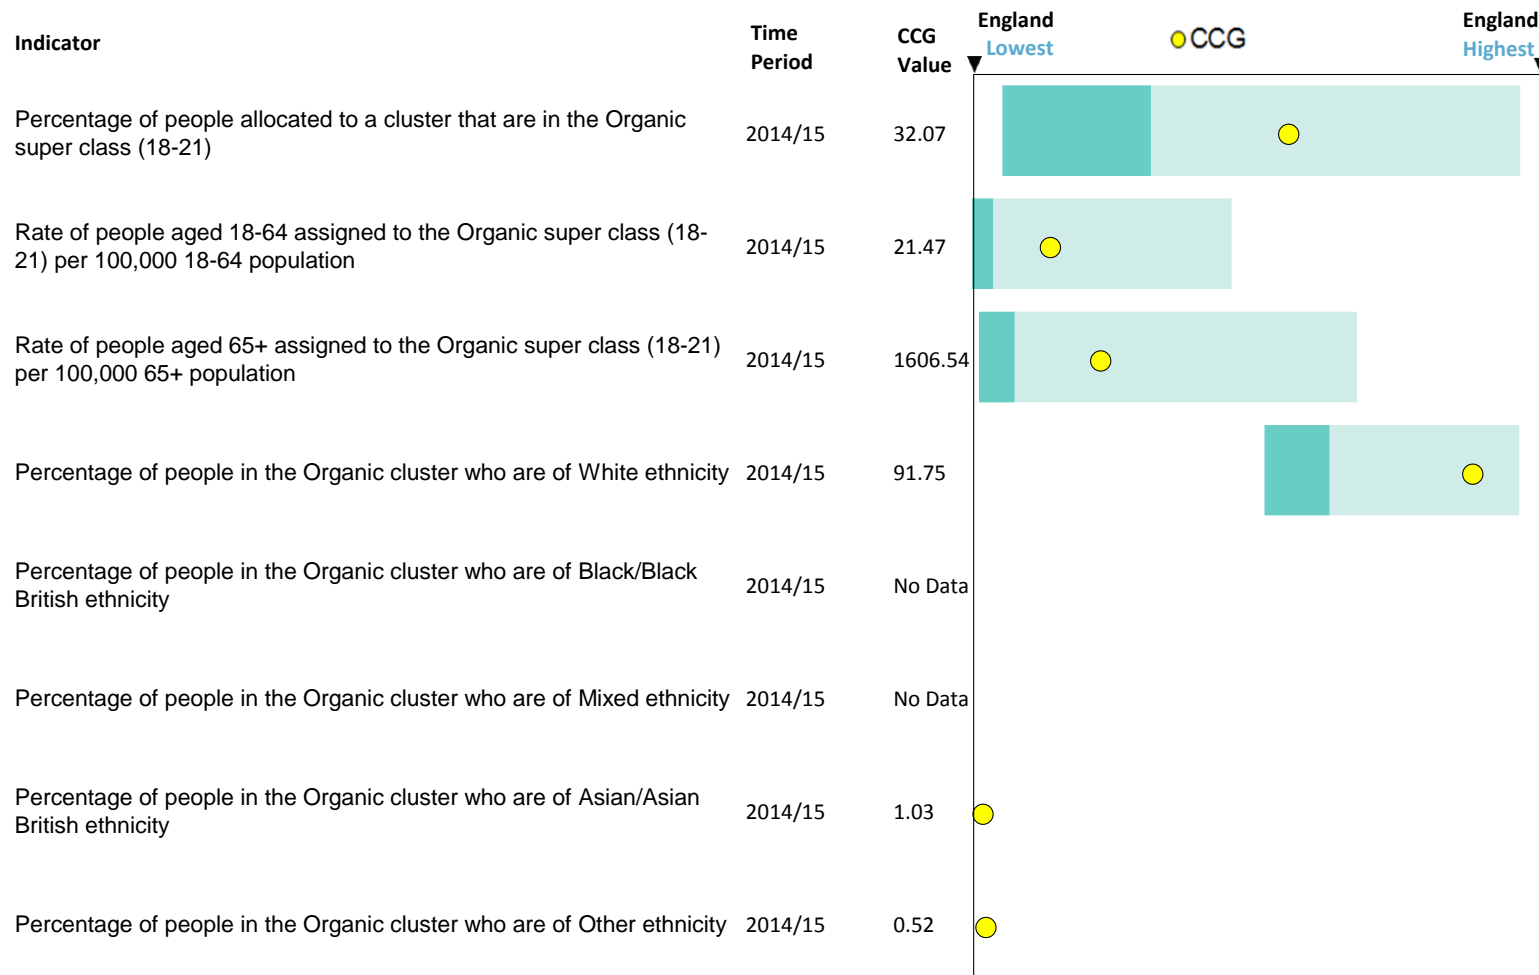 Indicator
Time
Period
CCG
Value
England
Lowest
CCG
England
Highest
Percentage of people allocated to a cluster that are in the Organic
super class (18-21)
2014/15
32.07
Rate of people aged 18-64 assigned to the Organic super class (18-
21) per 100,000 18-64 population
2014/15
21.47
Rate of people aged 65+ assigned to the Organic super class (18-21)
per 100,000 65+ population
2014/15
1606.54
Percentage of people in the Organic cluster who are of White ethnicity
2014/15
91.75
Percentage of people in the Organic cluster who are of Black/Black
British ethnicity
2014/15
No Data
Percentage of people in the Organic cluster who are of Mixed ethnicity
2014/15
No Data
Percentage of people in the Organic cluster who are of Asian/Asian
British ethnicity
2014/15
1.03
Percentage of people in the Organic cluster who are of Other ethnicity
2014/15
0.52